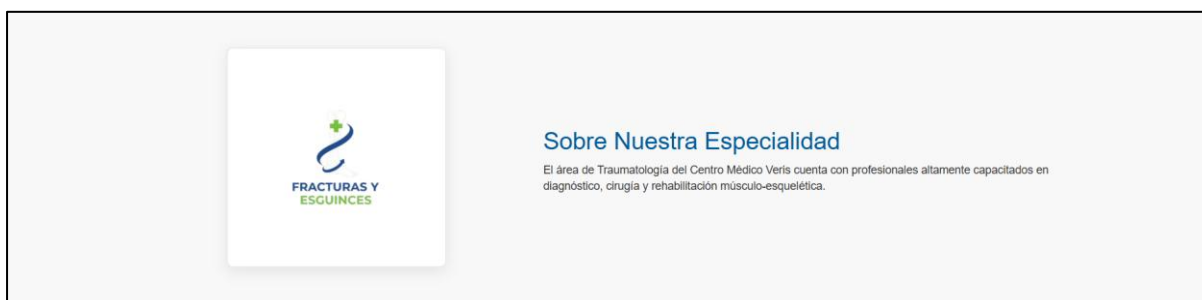 FRACTURAS Y
ESGUINCES
Sobre Nuestra Especialidad
El área de Traumatología del Centro Médico Veris cuenta con profesionales altamente capacitados en
diagnóstico, cirugía y rehabilitación músculo-esquelética.